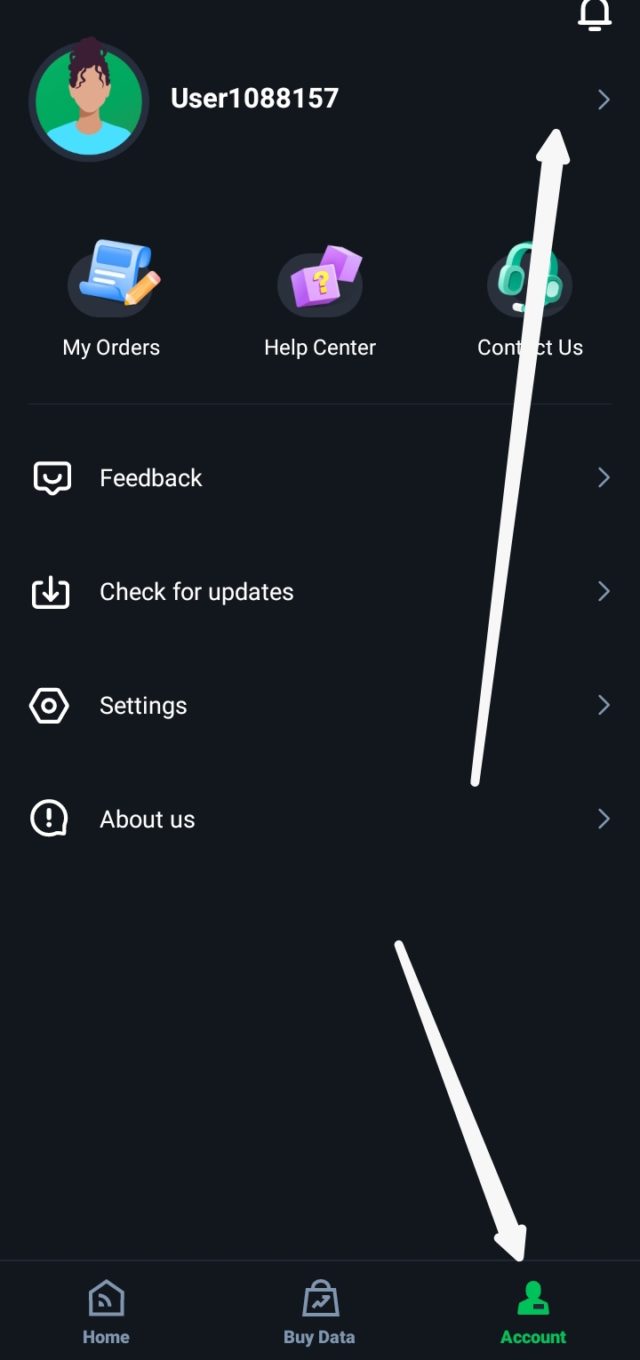 User1088157
My Orders
Help Center
Contact Us
Feedback
Check for updates
Settings
About us
Home
Buy Data
Account